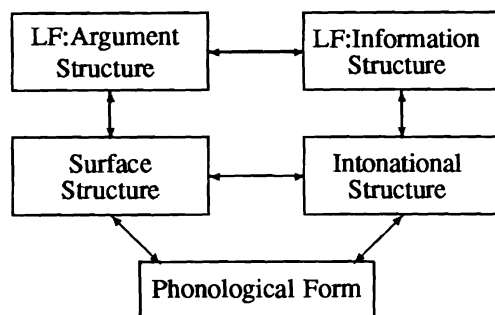 LF:Argument
Structure
LF:Information
Structure
Surface
Structure
Intonational
Structure
Phonological Form